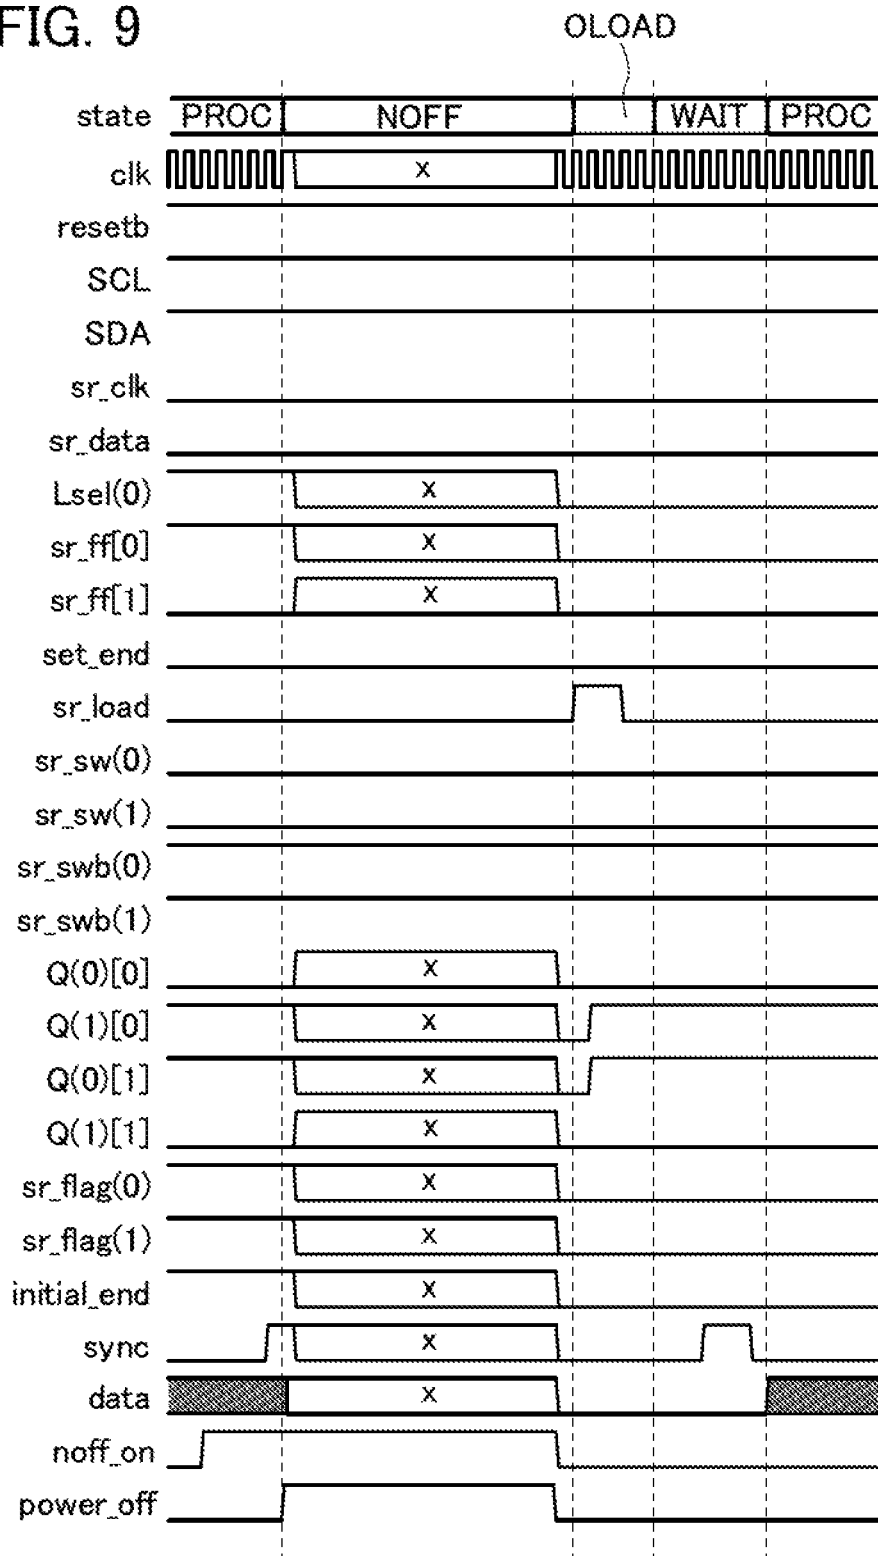 FIG. 9
OLOAD
state PROC NOFF WAIT PROC
clk X
resetb
SCL
SDA
sr_clk
sr_data
Lsel(0) X
sr_ff[0] X
sr_ff[1] X
set_end
sr_load
sr_sw(0)
sr_sw(1)
sr_swb(0)
sr_swb(1)
Q(0)[0] X
Q(1)[0] X
Q(0)[1] X
Q(1)[1] X
sr_flag(0) X
sr_flag(1) X
initial_end X
sync X
data X
noff_on
power_off